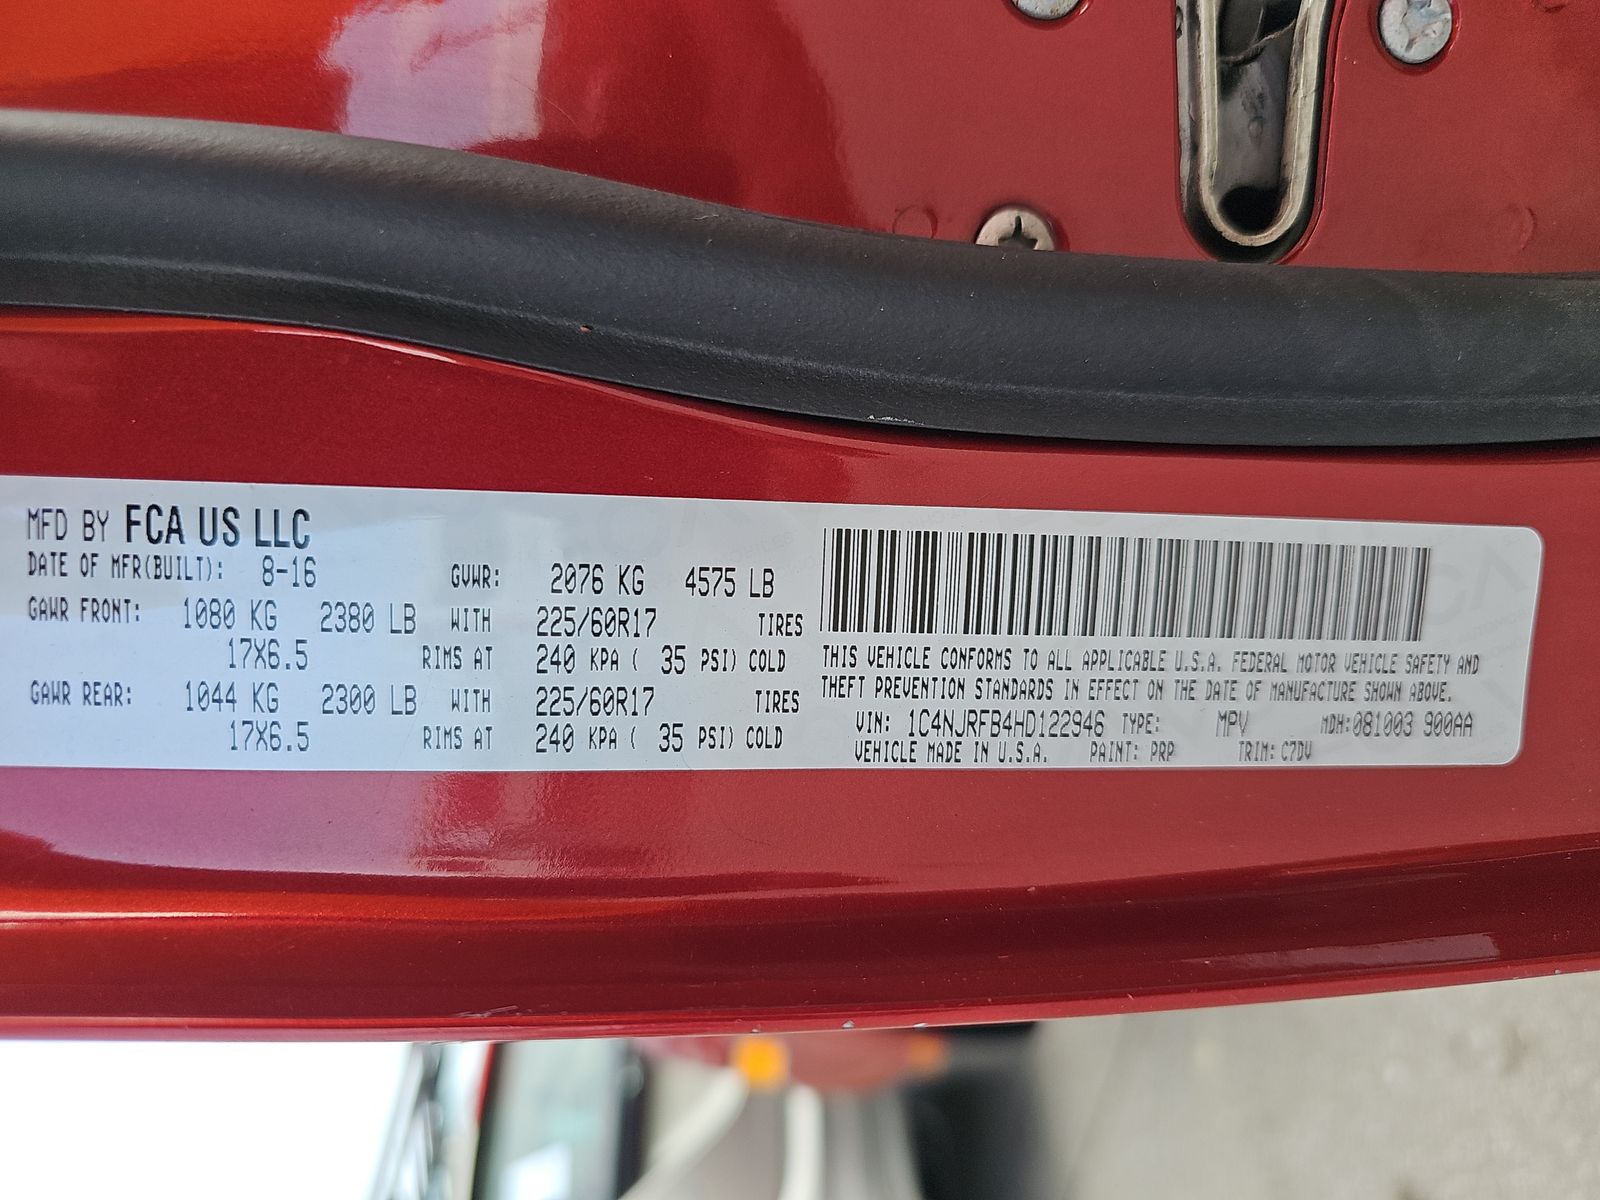 MFD BY FCA US LLC
DATE OF MFR(BUILT): 8-16 GVWR: 2076 KG 4575 LB
GAWR FRONT: 1080 KG 2380 LB WITH 225/60R17 TIRES
17X6.5 RIMS AT 240 KPA ( 35 PSI) COLD
GAWR REAR: 1044 KG 2300 LB WITH 225/60R17 TIRES
17X6.5 RIMS AT 240 KPA ( 35 PSI) COLD
THIS VEHICLE CONFORMS TO ALL APPLICABLE U.S.A. FEDERAL MOTOR VEHICLE SAFETY AND
THEFT PREVENTION STANDARDS IN EFFECT ON THE DATE OF MANUFACTURE SHOWN ABOVE.
VIN: 1C4NJRFB4HD122946 TYPE: MPV MDH:081003 900AA
VEHICLE MADE IN U.S.A. PAINT: PRP TRIM: C7DV